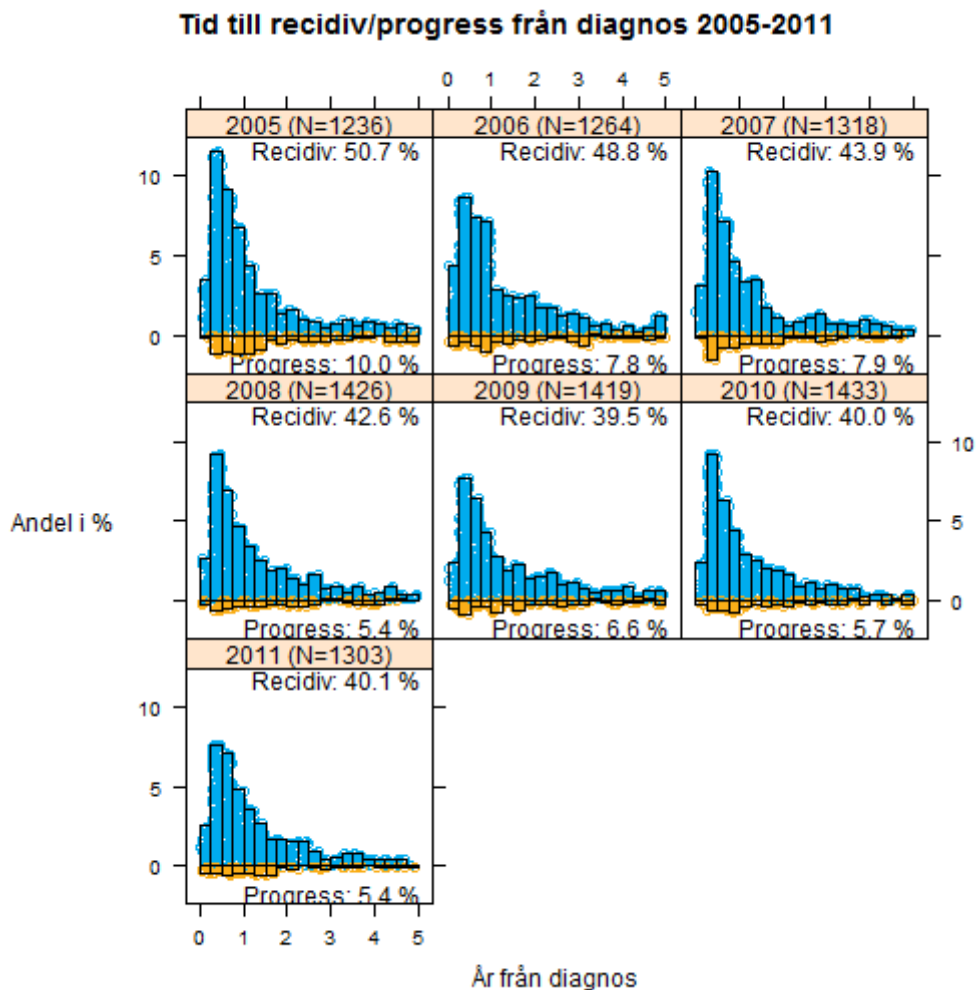 Tid till recidiv/progress från diagnos 2005-2011
0 1 2 3 4 5
2005 (N=1236) 2006 (N=1264) 2007 (N=1318)
Recidiv: 50.7 % Recidiv: 48.8 % Recidiv: 43.9 %
10
5
0
Progress: 10.0 % Progress: 7.8 % Progress: 7.9 %
2008 (N=1426) 2009 (N=1419) 2010 (N=1433)
Recidiv: 42.6 % Recidiv: 39.5 % Recidiv: 40.0 %
10
Andel i % 5
0
Progress: 5.4 % Progress: 6.6 % Progress: 5.7 %
2011 (N=1303)
Recidiv: 40.1 %
10
5
0
Progress: 5.4 %
0 1 2 3 4 5
År från diagnos